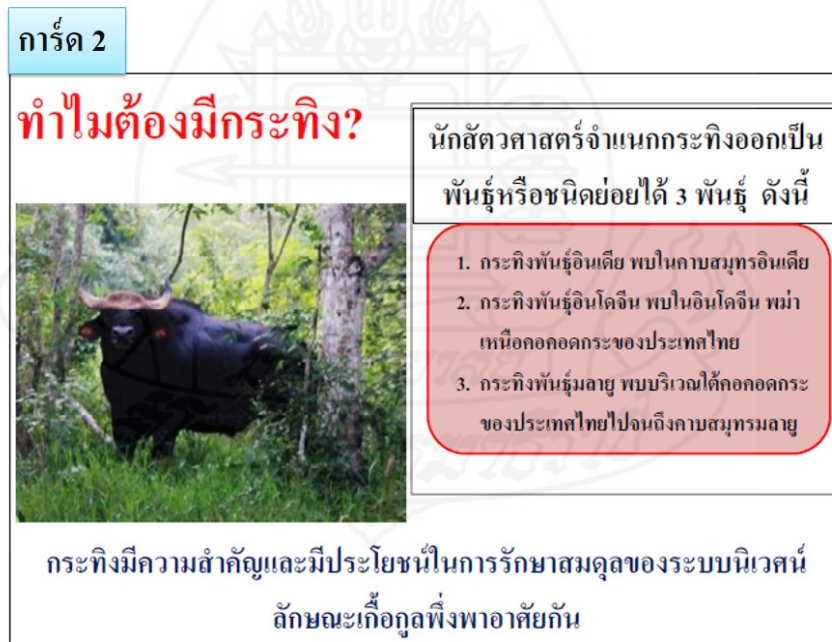 การ์ด 2
ทำไมต้องมีกระทิง?
นักสัตวศาสตร์จำแนกกระทิงออกเป็น
พันธุ์หรือชนิดย่อยได้ 3 พันธุ์ ดังนี้
1. กระทิงพันธุ์อินเดีย พบในคาบสมุทรอินเดีย
2. กระทิงพันธุ์อินโดจีน พบในอินโดจีน พม่า
เหนือคอคอดกระของประเทศไทย
3. กระทิงพันธุ์มลายู พบบริเวณใต้คอคอดกระ
ของประเทศไทยไปจนถึงคาบสมุทรมลายู
กระทิงมีความสำคัญและมีประโยชน์ในการรักษาสมดุลของระบบนิเวศน์
ลักษณะเกื้อกูลพึ่งพาอาศัยกัน